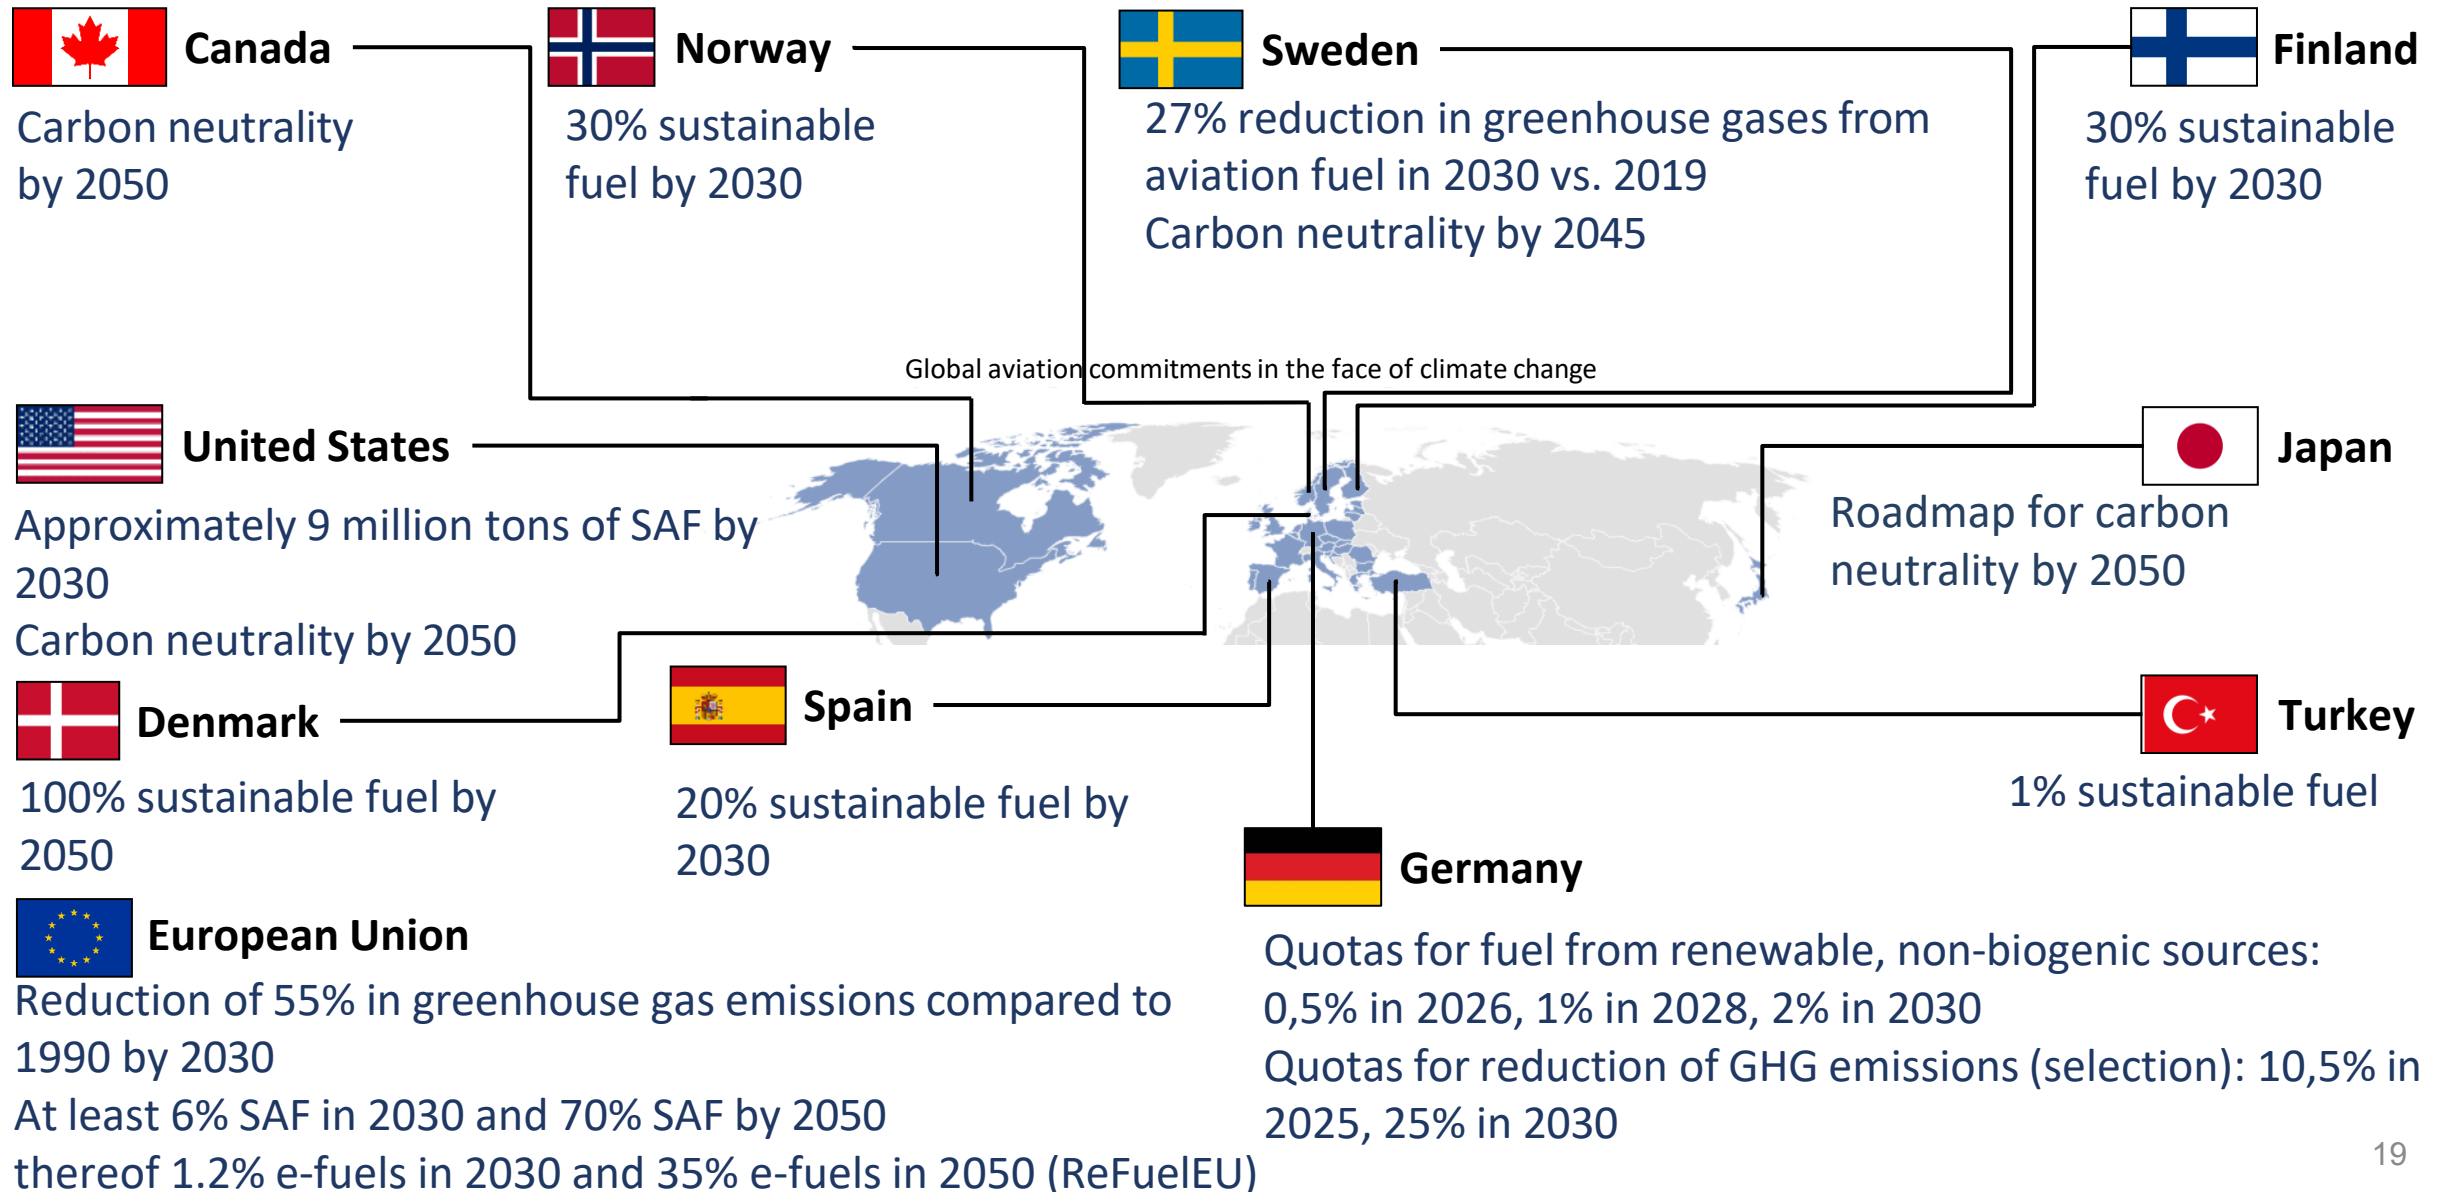 Canada
Carbon neutrality
by 2050
Norway
30% sustainable
fuel by 2030
Sweden
27% reduction in greenhouse gases from
aviation fuel in 2030 vs. 2019
Carbon neutrality by 2045
Finland
30% sustainable
fuel by 2030
Global aviation commitments in the face of climate change
United States
Approximately 9 million tons of SAF by
2030
Carbon neutrality by 2050
Japan
Roadmap for carbon
neutrality by 2050
Denmark
100% sustainable fuel by
2050
Spain
20% sustainable fuel by
2030
Turkey
1% sustainable fuel
European Union
Reduction of 55% in greenhouse gas emissions compared to
1990 by 2030
At least 6% SAF in 2030 and 70% SAF by 2050
thereof 1.2% e-fuels in 2030 and 35% e-fuels in 2050 (ReFuelEU)
Germany
Quotas for fuel from renewable, non-biogenic sources:
0,5% in 2026, 1% in 2028, 2% in 2030
Quotas for reduction of GHG emissions (selection): 10,5% in
2025, 25% in 2030
19